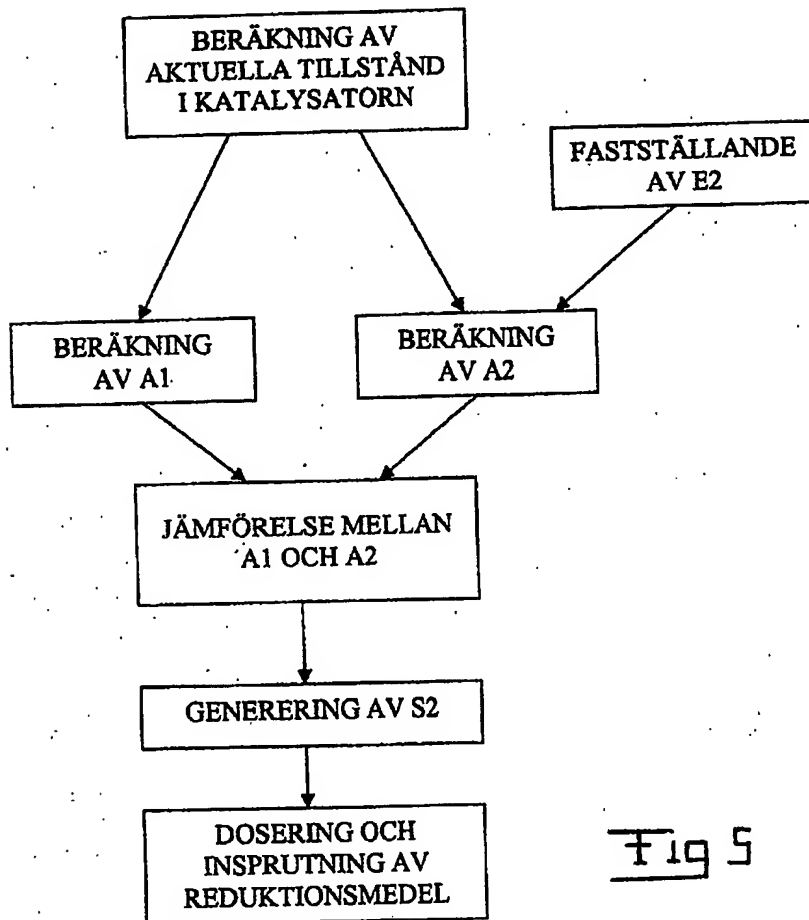 BERÄKNING AV
AKTUELLA TILLSTÅND
I KATALYSATORN
FASTSTÄLLANDE
AV E2
BERÄKNING
AV A1
BERÄKNING
AV A2
JÄMFÖRELSE MELLAN
A1 OCH A2
GENERERING AV S2
DOSERING OCH
INSPRUTNING AV
REDUKTIONSMEDEL
Fig 5